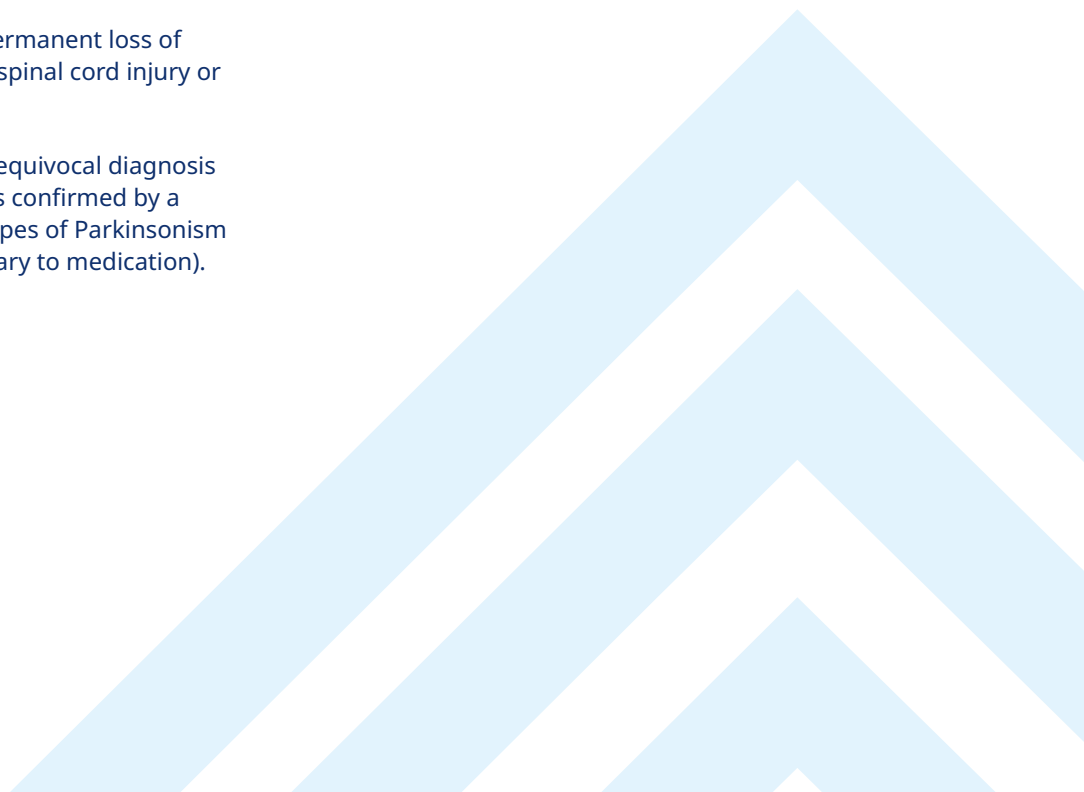 ermanent loss of
spinal cord injury or
equivocal diagnosis
s confirmed by a
pes of Parkinsonism
ary to medication).